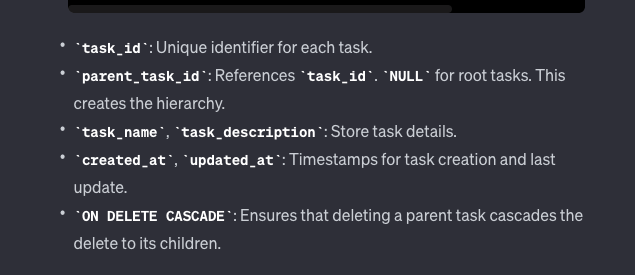 • `task_id`: Unique identifier for each task.
• `parent_task_id`: References `task_id`. `NULL` for root tasks. This
creates the hierarchy.
• `task_name`, `task_description`: Store task details.
• `created_at`, `updated_at`: Timestamps for task creation and last
update.
• `ON DELETE CASCADE`: Ensures that deleting a parent task cascades the
delete to its children.